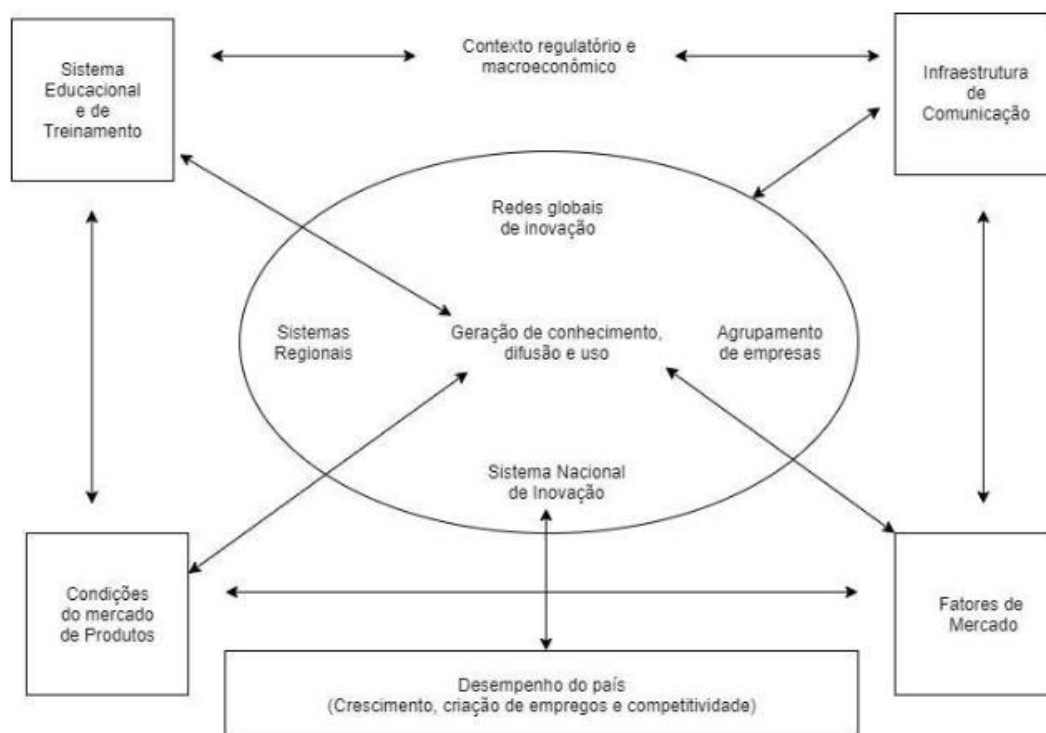 Sistema
Educacional
e de
Treinamento
Contexto regulatório e
macroeconômico
Infraestrutura
de
Comunicação
Redes globais
de inovação
Sistemas
Regionais
Geração de conhecimento,
difusão e uso
Agrupamento
de empresas
Sistema Nacional
de Inovação
Condições
do mercado
de Produtos
Fatores de
Mercado
Desempenho do país
(Crescimento, criação de empregos e competitividade)